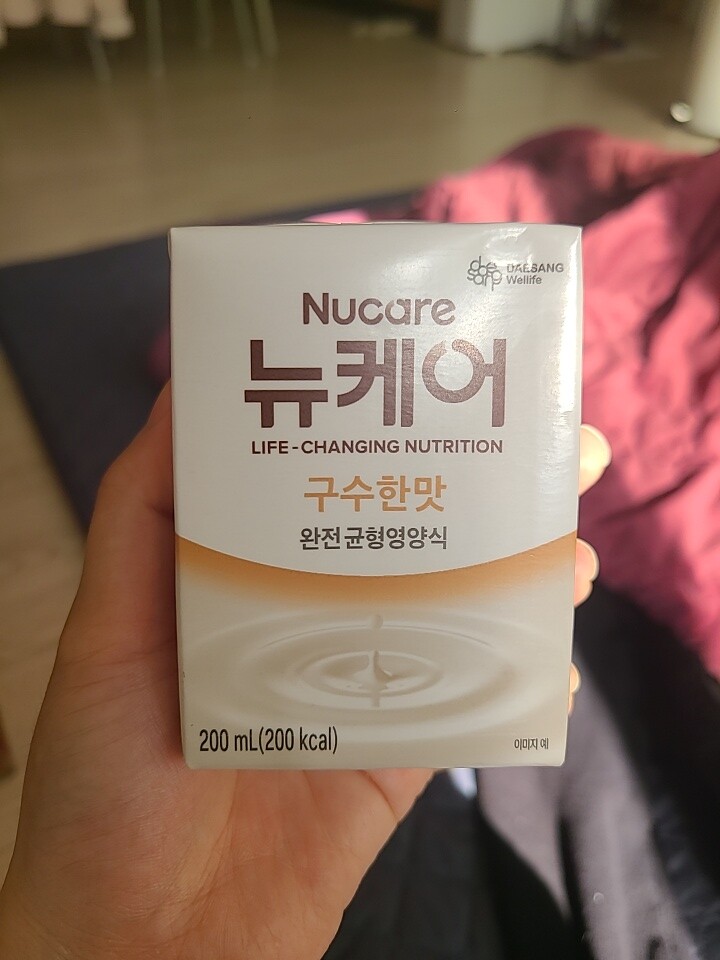 daesang
DAESANG
Wellife
Nucare
뉴케어
LIFE-CHANGING NUTRITION
구수한맛
완전균형영양식
200 mL(200 kcal)
이미지 예